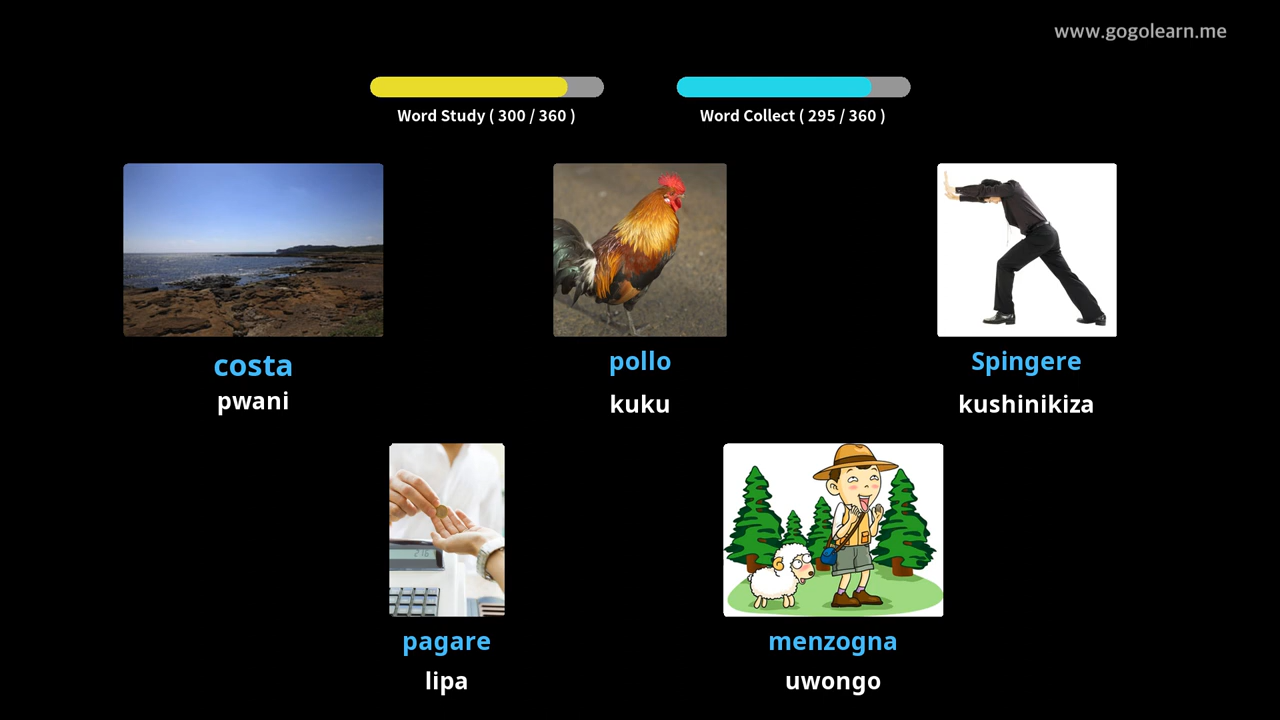 www.gogolearn.me
Word Study ( 300 / 360 )
Word Collect ( 295 / 360 )
costa
pwani
pollo
kuku
Spingere
kushinikiza
pagare
lipa
menzogna
uwongo